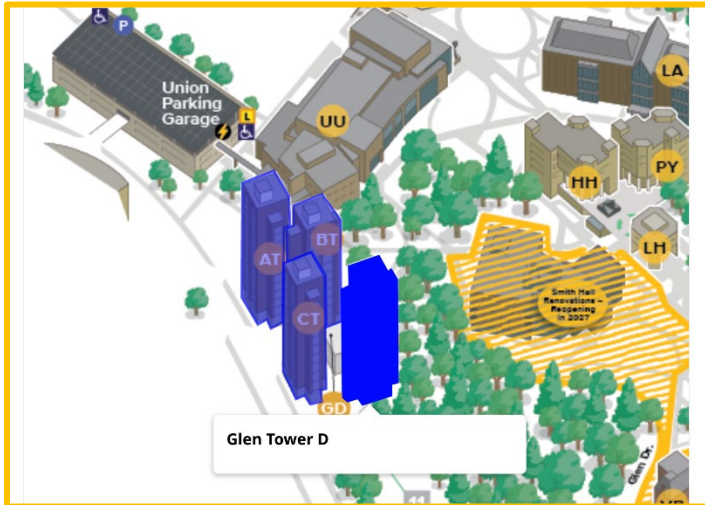 P
Union
Parking
Garage
L
UU
LA
HH
PY
LH
AT
BT
CT
Smith Hall
Renovations –
Reopening
in 2027
GD
Glen Tower D
Glen Dr.